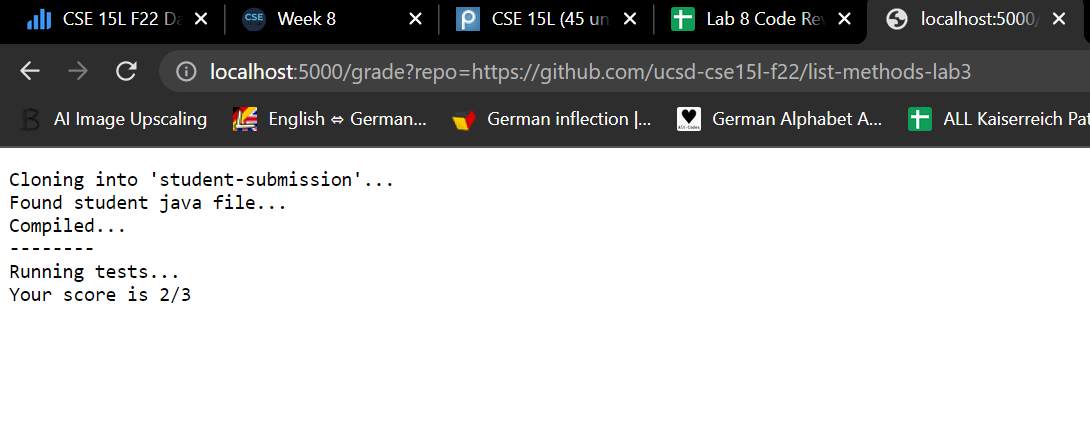 CSE 15L F22 Da
CSE Week 8
CSE 15L (45 un
Lab 8 Code Rev
localhost:5000/
localhost:5000/grade?repo=https://github.com/ucsd-cse15l-f22/list-methods-lab3
B AI Image Upscaling
English ⇔ German...
German inflection |...
Alt-Codes German Alphabet A...
ALL Kaiserreich Pat
Cloning into 'student-submission'...
Found student java file...
Compiled...
--------
Running tests...
Your score is 2/3